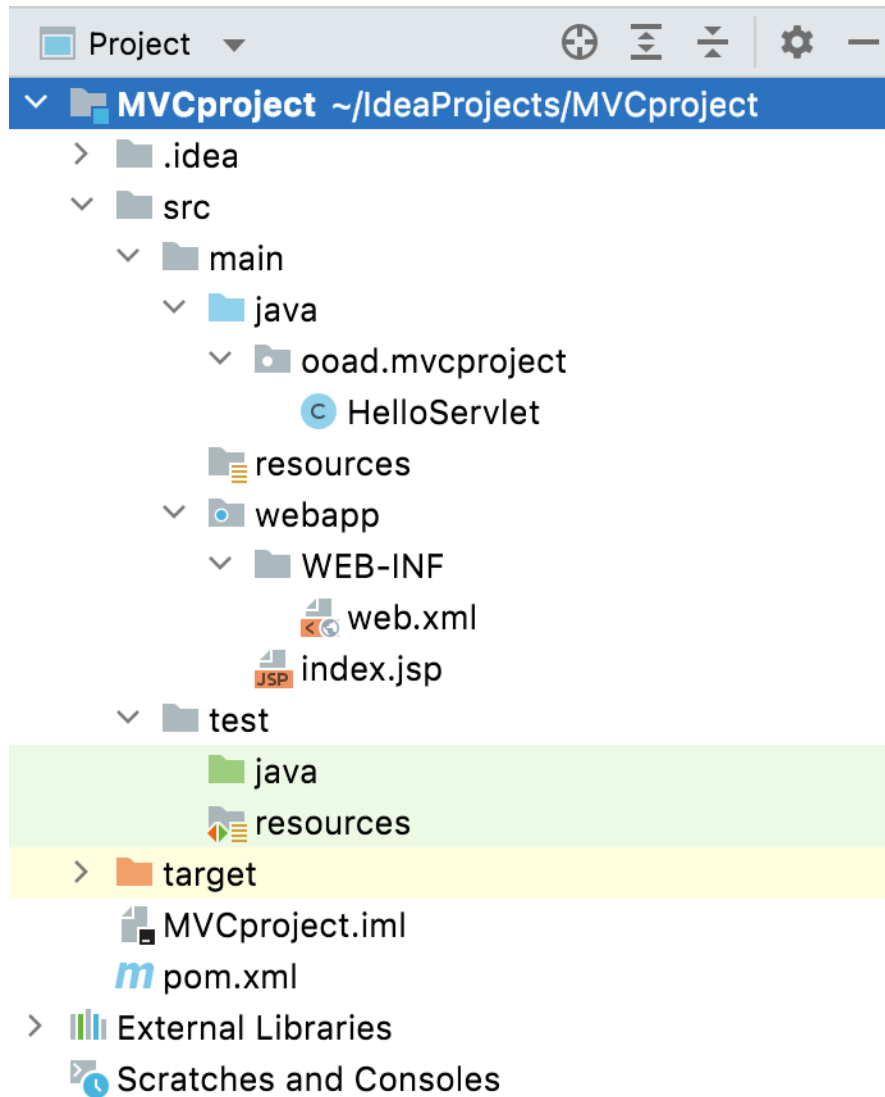 Project
MVCproject ~/IdeaProjects/MVCproject
.idea
src
main
java
ooad.mvcproject
C HelloServlet
resources
webapp
WEB-INF
web.xml
JSP index.jsp
test
java
resources
target
MVCproject.iml
m pom.xml
External Libraries
Scratches and Consoles